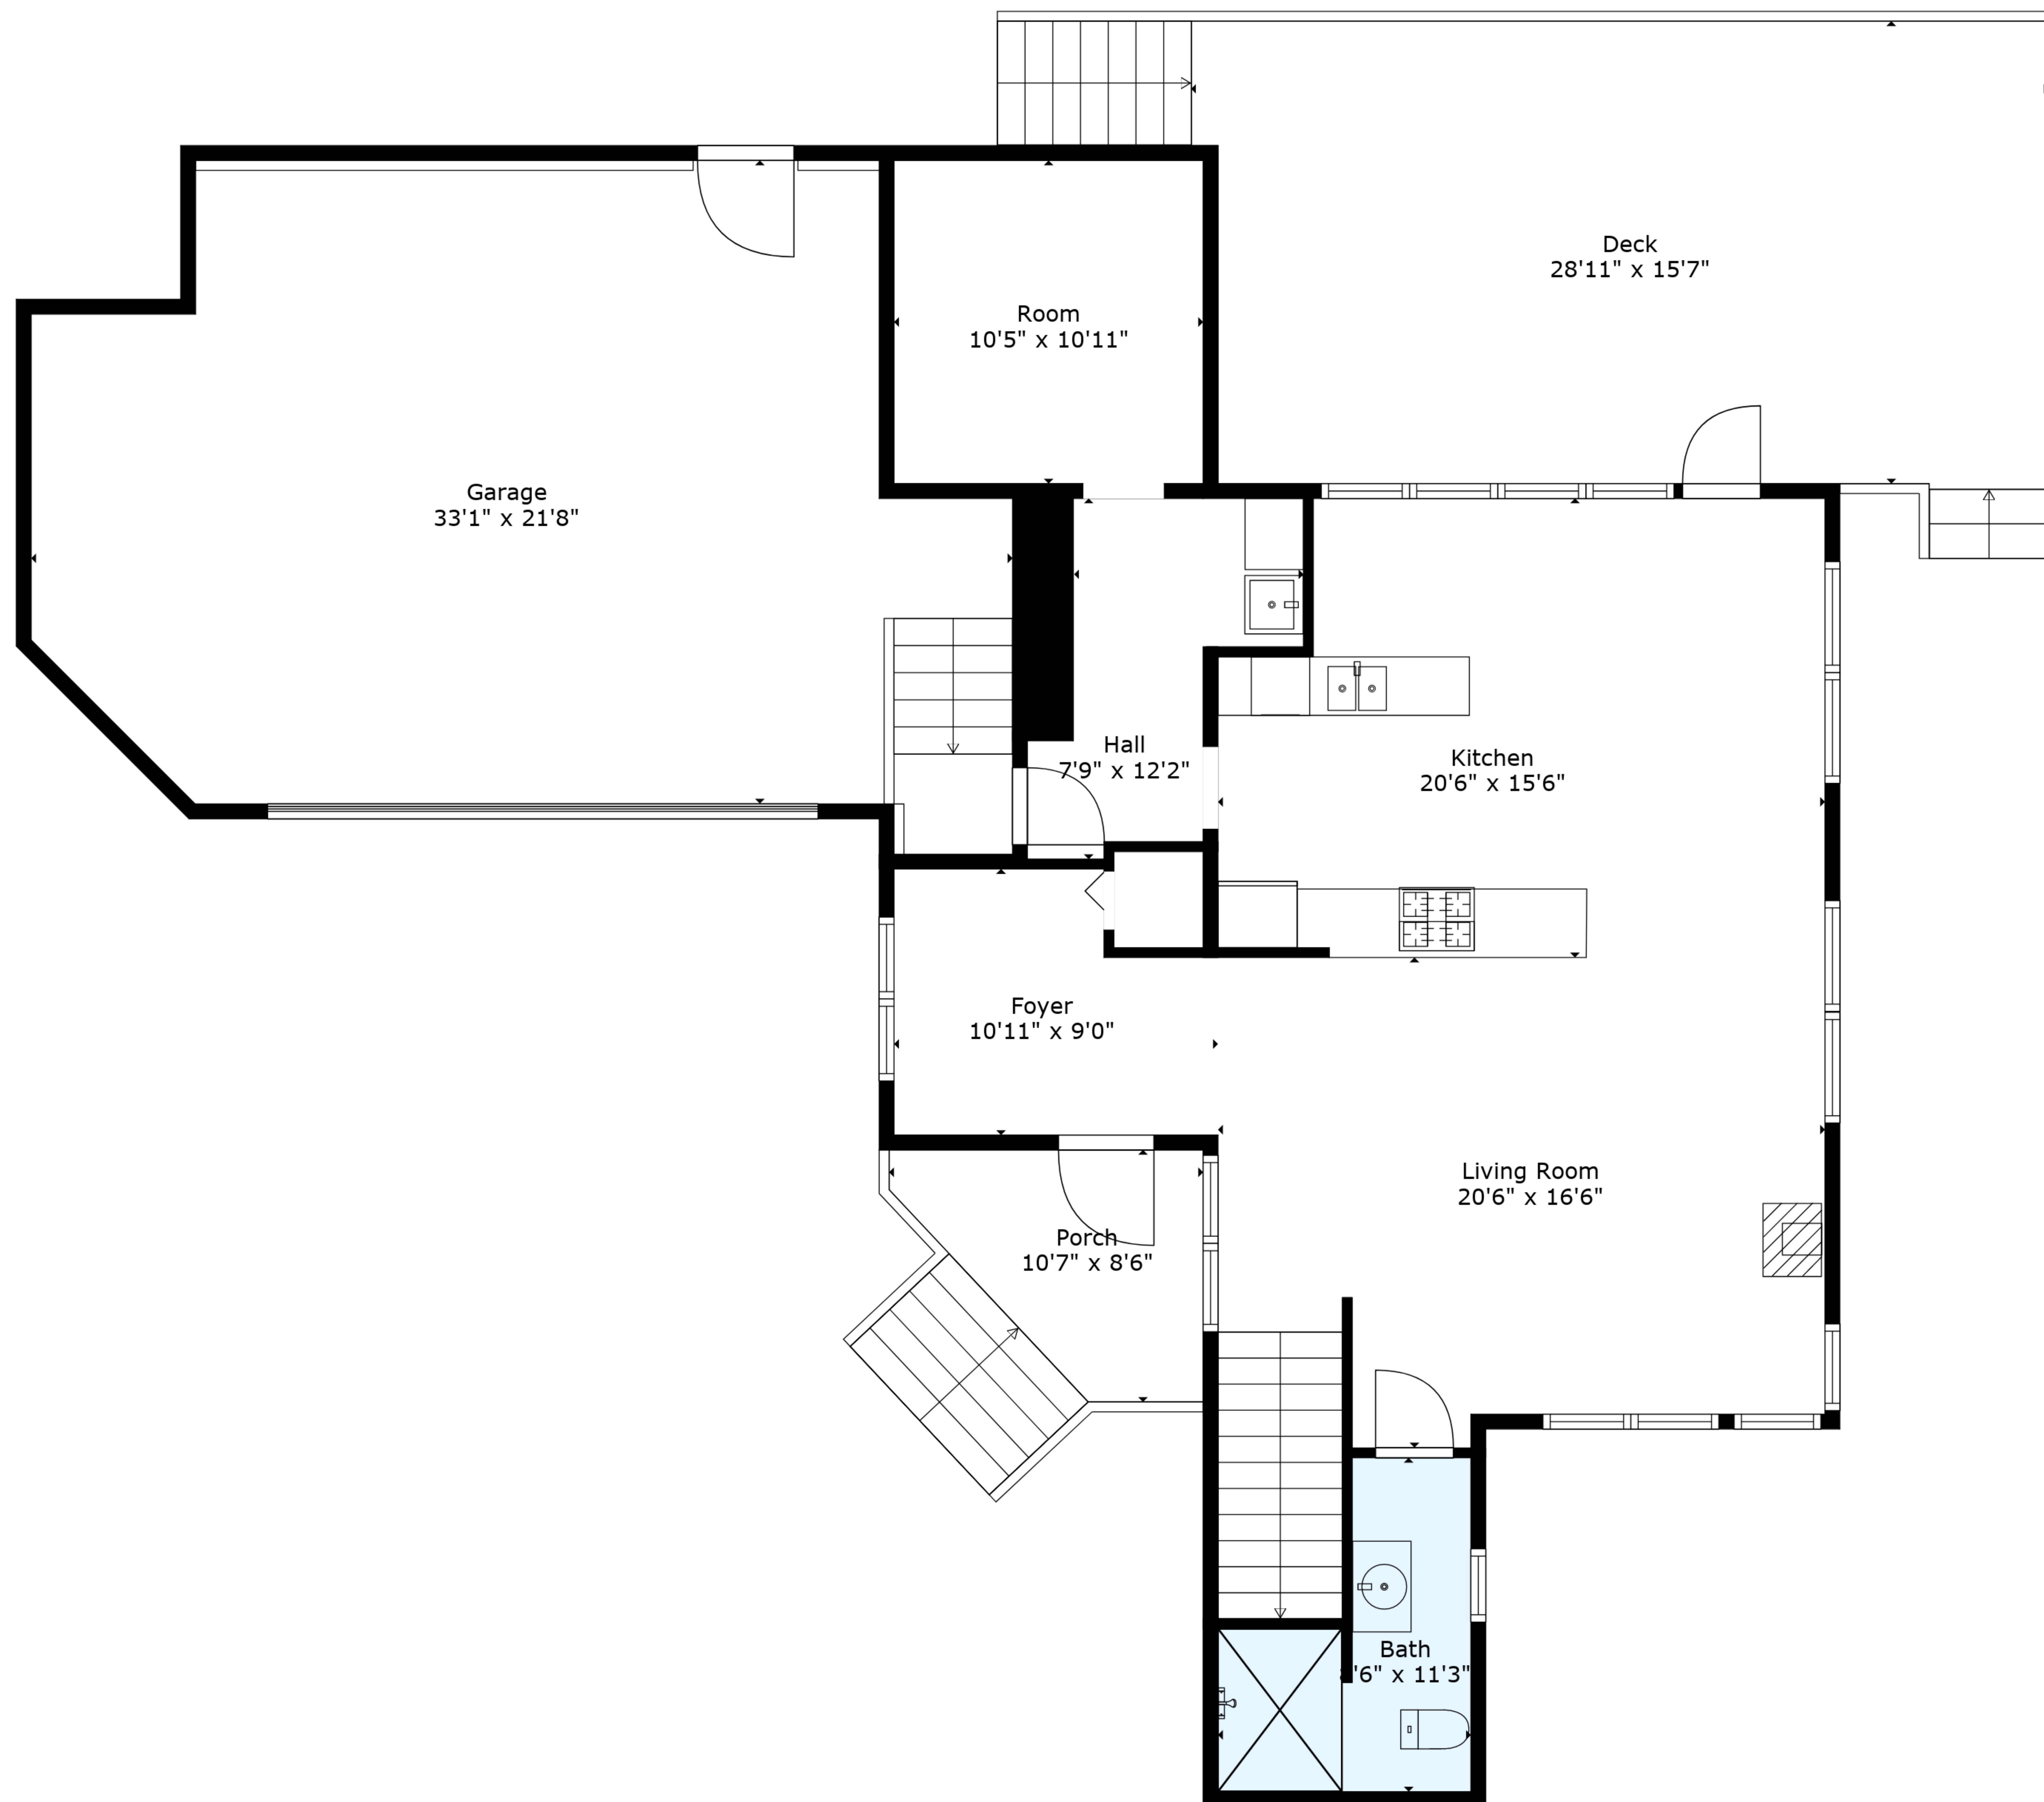 Deck
28'11" x 15'7"
Room
10'5" x 10'11"
Garage
33'1" x 21'8"
Hall
7'9" x 12'2"
Kitchen
20'6" x 15'6"
Foyer
10'11" x 9'0"
Living Room
20'6" x 16'6"
Porch
10'7" x 8'6"
Bath
'6" x 11'3"